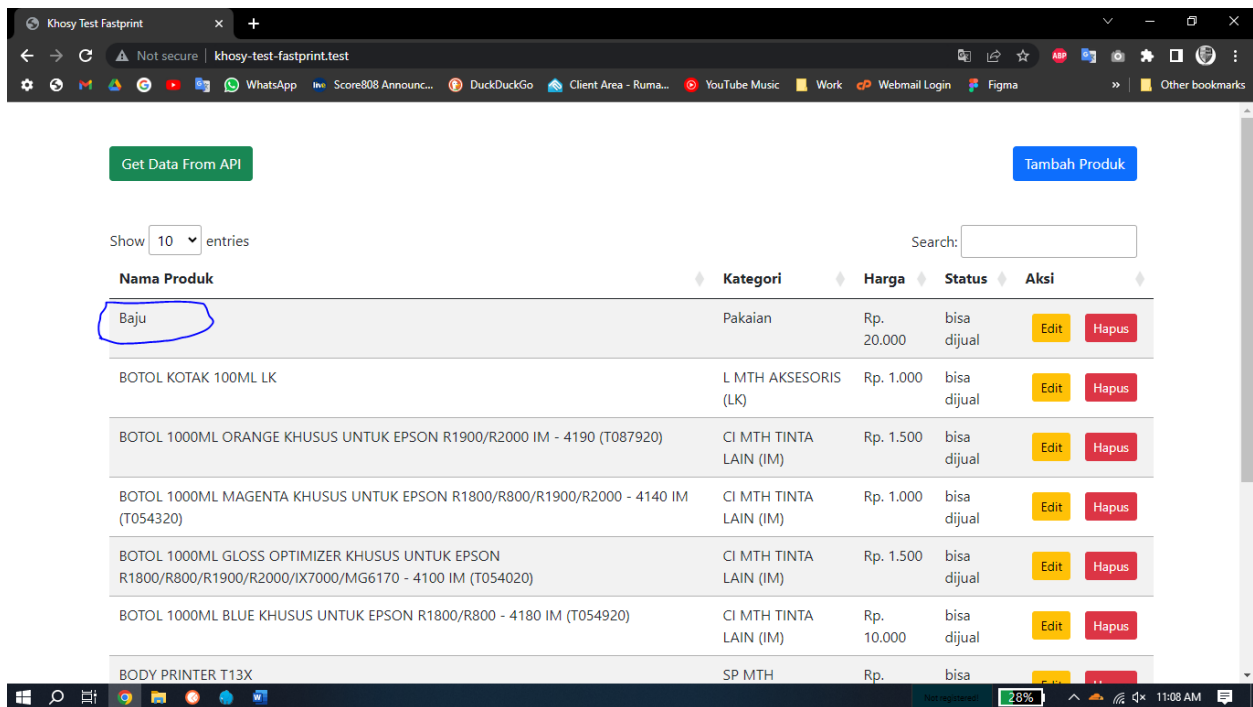 Khosy Test Fastprint
Not secure | khosy-test-fastprint.test
ABP
WhatsApp live Score808 Announc... DuckDuckGo Client Area - Ruma... YouTube Music Work cP Webmail Login Figma » Other bookmarks
Get Data From API Tambah Produk
Show 10 entries Search:
Nama Produk Kategori Harga Status Aksi
Baju Pakaian Rp. bisa Edit Hapus
20.000 dijual
BOTOL KOTAK 100ML LK L MTH AKSESORIS Rp. 1.000 bisa Edit Hapus
(LK) dijual
BOTOL 1000ML ORANGE KHUSUS UNTUK EPSON R1900/R2000 IM - 4190 (T087920) CI MTH TINTA Rp. 1.500 bisa Edit Hapus
LAIN (IM) dijual
BOTOL 1000ML MAGENTA KHUSUS UNTUK EPSON R1800/R800/R1900/R2000 - 4140 IM CI MTH TINTA Rp. 1.000 bisa Edit Hapus
(T054320) LAIN (IM) dijual
BOTOL 1000ML GLOSS OPTIMIZER KHUSUS UNTUK EPSON CI MTH TINTA Rp. 1.500 bisa Edit Hapus
R1800/R800/R1900/R2000/IX7000/MG6170 - 4100 IM (T054020) LAIN (IM) dijual
BOTOL 1000ML BLUE KHUSUS UNTUK EPSON R1800/R800 - 4180 IM (T054920) CI MTH TINTA Rp. bisa Edit Hapus
LAIN (IM) 10.000 dijual
BODY PRINTER T13X SP MTH Rp. bisa
Not registered! 28% 11:08 AM